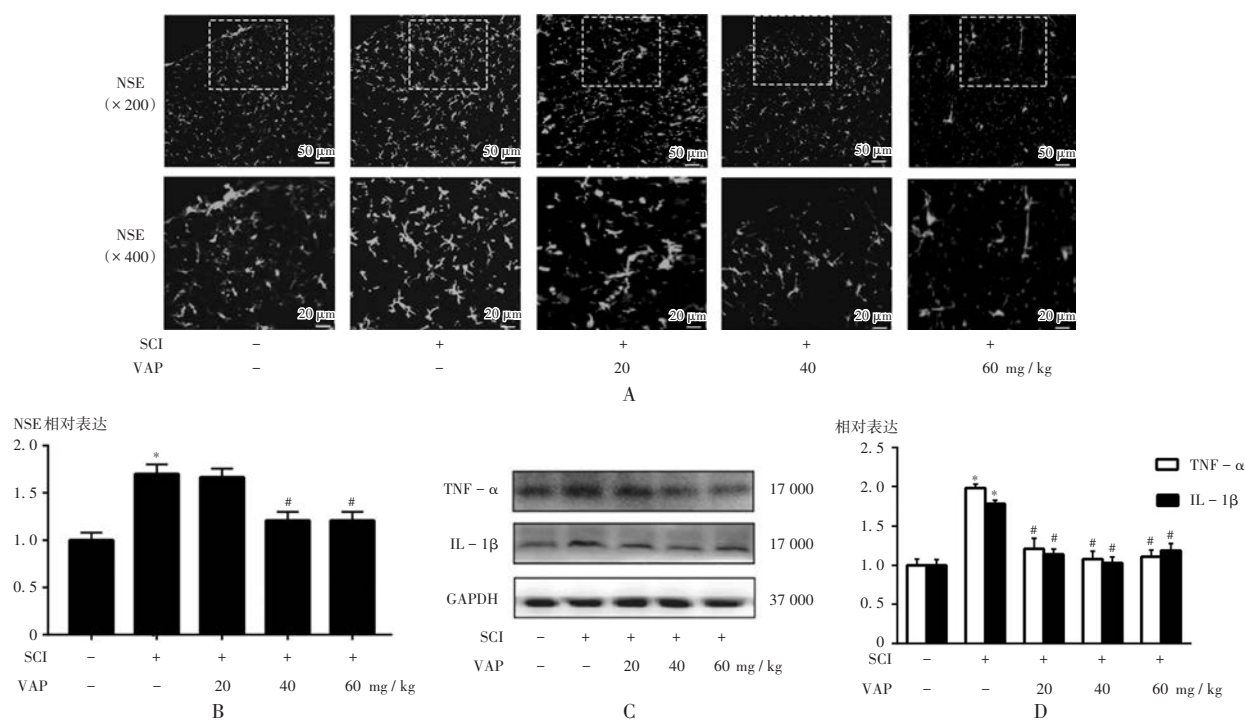 NSE
(×200)
50 μm 50 μm 50 μm 50 μm 50 μm
NSE
(×400)
20 μm 20 μm 20 μm 20 μm 20 μm
SCI − + + + +
VAP − − 20 40 60 mg / kg
A
NSE 相对表达
2.0
1.5
1.0
0.5
0
* # #
SCI − + + + +
VAP − − 20 40 60 mg / kg
B
TNF − α 17 000
IL − 1β 17 000
GAPDH 37 000
SCI − + + + +
VAP − − 20 40 60 mg / kg
C
相对表达
2.5
2.0
1.5
1.0
0.5
0
* * # # # # # #
TNF − α
IL − 1β
SCI − + + + +
VAP − − 20 40 60 mg / kg
D